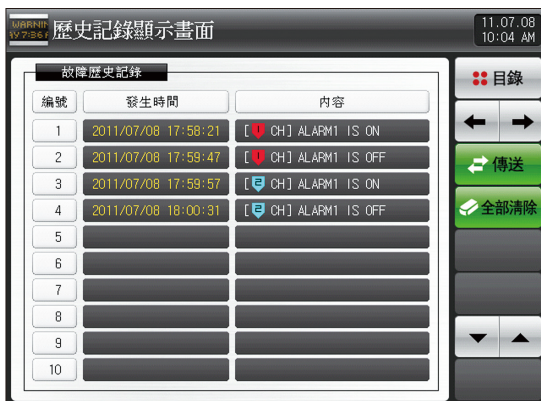 歷史記錄顯示畫面
11.07.08
10:04 AM
故障歷史記錄
編號 發生時間 內容
1 2011/07/08 17:58:21 [1 CH] ALARM1 IS ON
2 2011/07/08 17:59:47 [1 CH] ALARM1 IS OFF
3 2011/07/08 17:59:57 [2 CH] ALARM1 IS ON
4 2011/07/08 18:00:31 [2 CH] ALARM1 IS OFF
5
6
7
8
9
10
目錄
傳送
全部清除